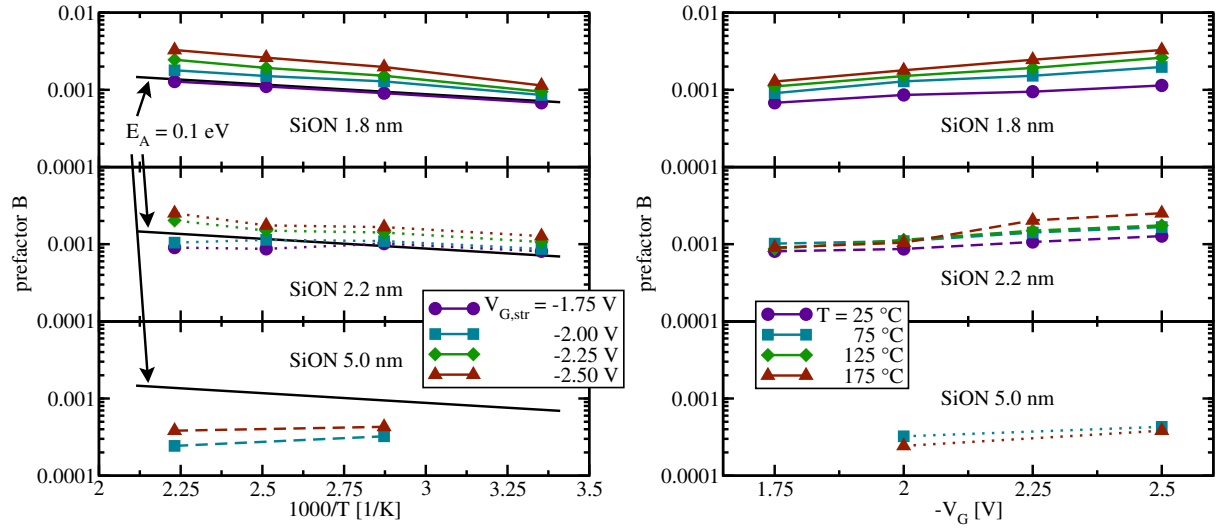 0.01
0.001
0.0001
0.001
0.0001
0.001
0.0001
prefactor B
E_A = 0.1 eV
SiON 1.8 nm
SiON 2.2 nm
SiON 5.0 nm
V_G,str = -1.75 V
-2.00 V
-2.25 V
-2.50 V
2 2.25 2.5 2.75 3 3.25 3.5
1000/T [1/K]
0.01
0.001
0.0001
0.001
0.0001
0.001
0.0001
prefactor B
SiON 1.8 nm
SiON 2.2 nm
T = 25 °C
75 °C
125 °C
175 °C
SiON 5.0 nm
1.75 2 2.25 2.5
-V_G [V]